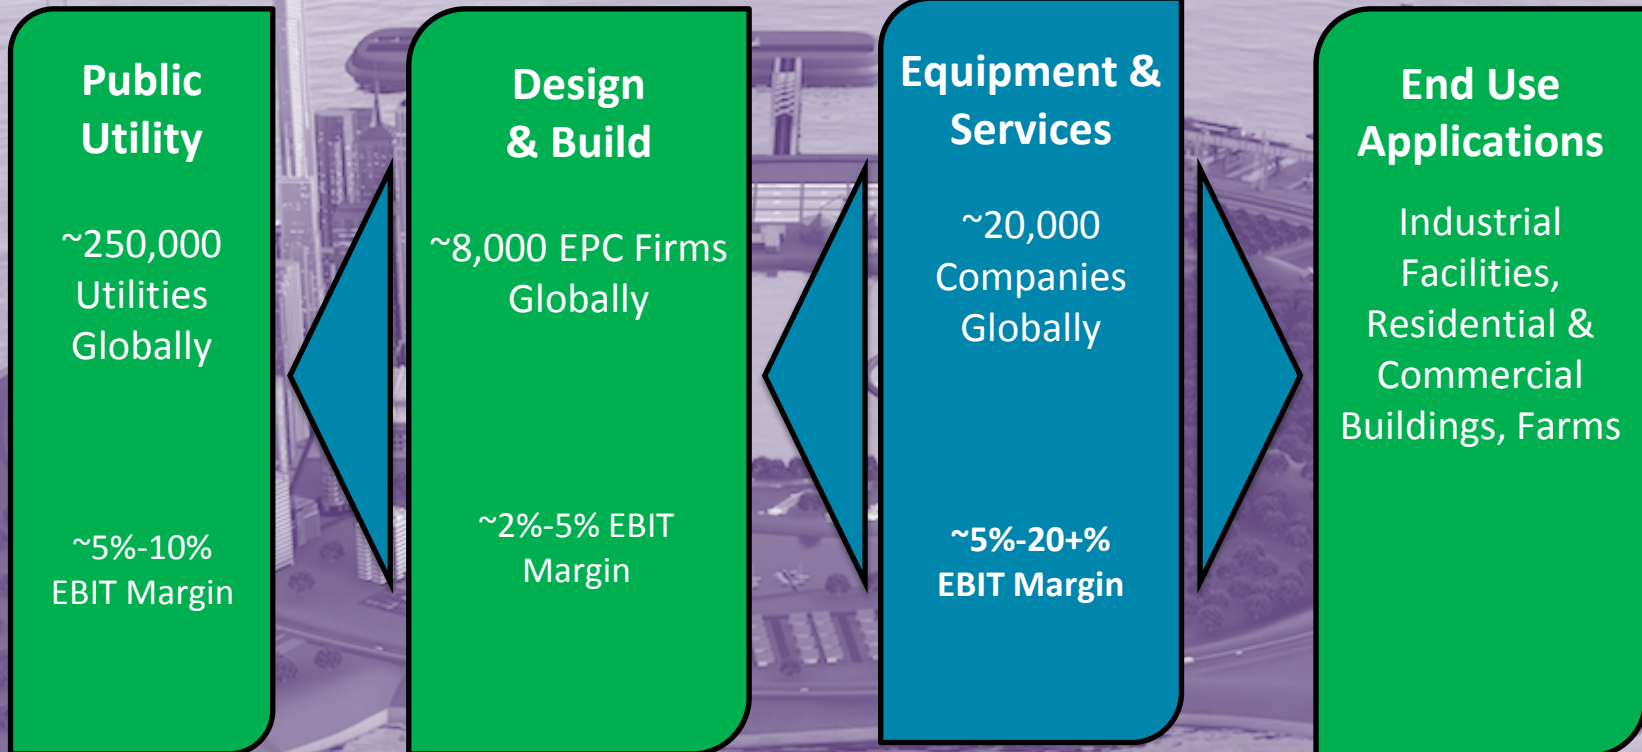 Public
Utility
~250,000
Utilities
Globally
~5%-10%
EBIT Margin
Design
& Build
~8,000 EPC Firms
Globally
~2%-5% EBIT
Margin
Equipment &
Services
~20,000
Companies
Globally
~5%-20+%
EBIT Margin
End Use
Applications
Industrial
Facilities,
Residential &
Commercial
Buildings, Farms